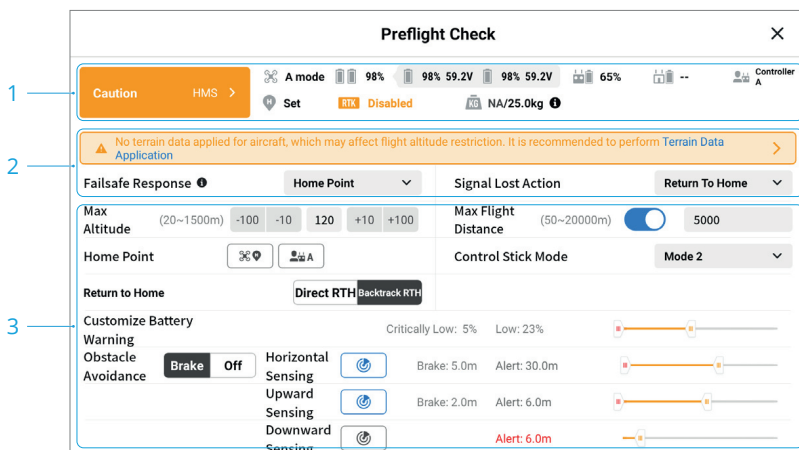 Preflight Check
1
Caution HMS
A mode 98% 98% 59.2V 98% 59.2V 65% -- Controller A
H Set RTK Disabled KG NA/25.0kg
2
No terrain data applied for aircraft, which may affect flight altitude restriction. It is recommended to perform Terrain Data
Application
Failsafe Response Home Point Signal Lost Action Return To Home
3
Max Altitude (20~1500m) -100 -10 120 +10 +100 Max Flight Distance (50~20000m) 5000
Home Point A Control Stick Mode Mode 2
Return to Home Direct RTH Backtrack RTH
Customize Battery Warning Critically Low: 5% Low: 23%
Obstacle Avoidance Brake Off Horizontal Sensing Brake: 5.0m Alert: 30.0m
Upward Sensing Brake: 2.0m Alert: 6.0m
Downward Sensing Alert: 6.0m